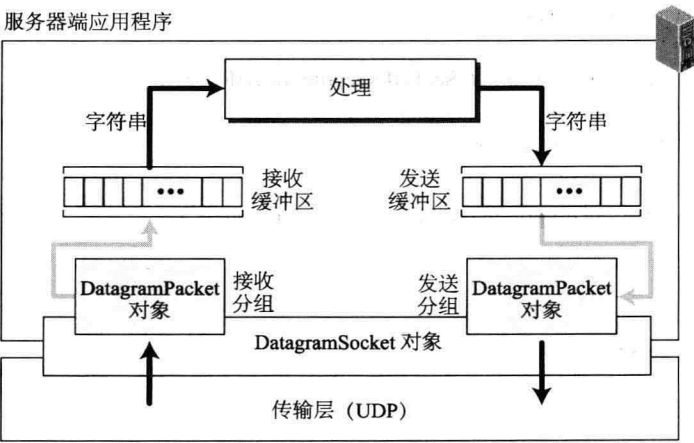 服务器端应用程序
处理
字符串
字符串
接收
缓冲区
发送
缓冲区
DatagramPacket
对象
接收
分组
发送
分组
DatagramPacket
对象
DatagramSocket 对象
传输层（UDP）